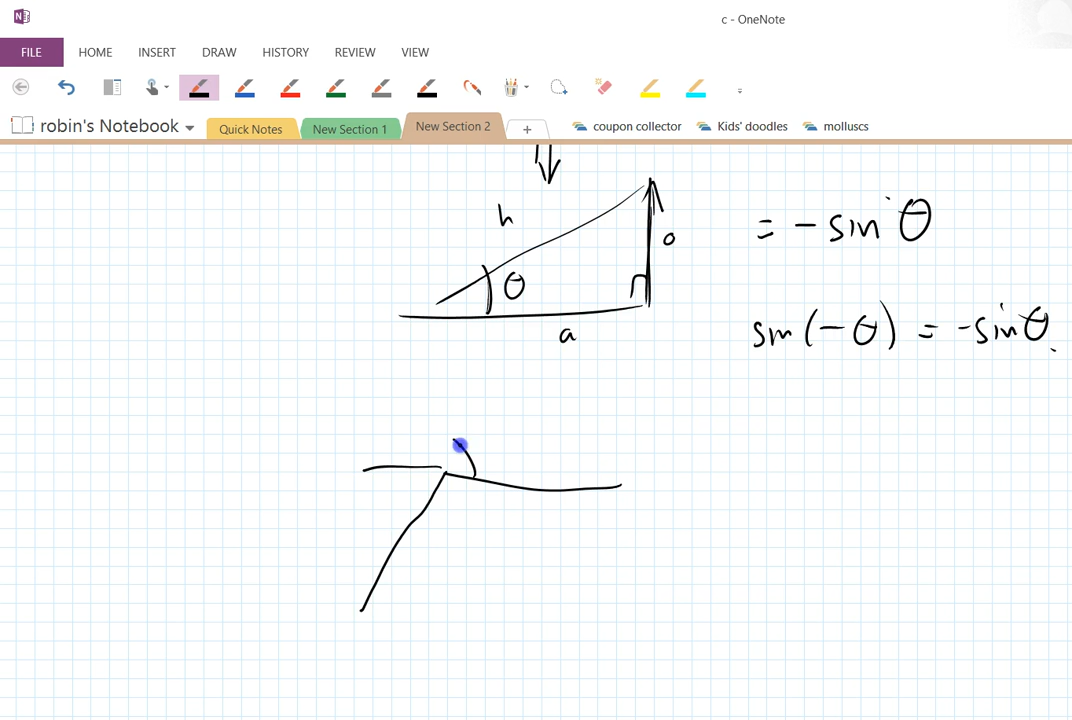 c - OneNote
FILE HOME INSERT DRAW HISTORY REVIEW VIEW
robin's Notebook Quick Notes New Section 1 New Section 2 + coupon collector Kids' doodles molluscs
h
= - sin θ
o
θ
a
sin (-θ) = -sin θ.